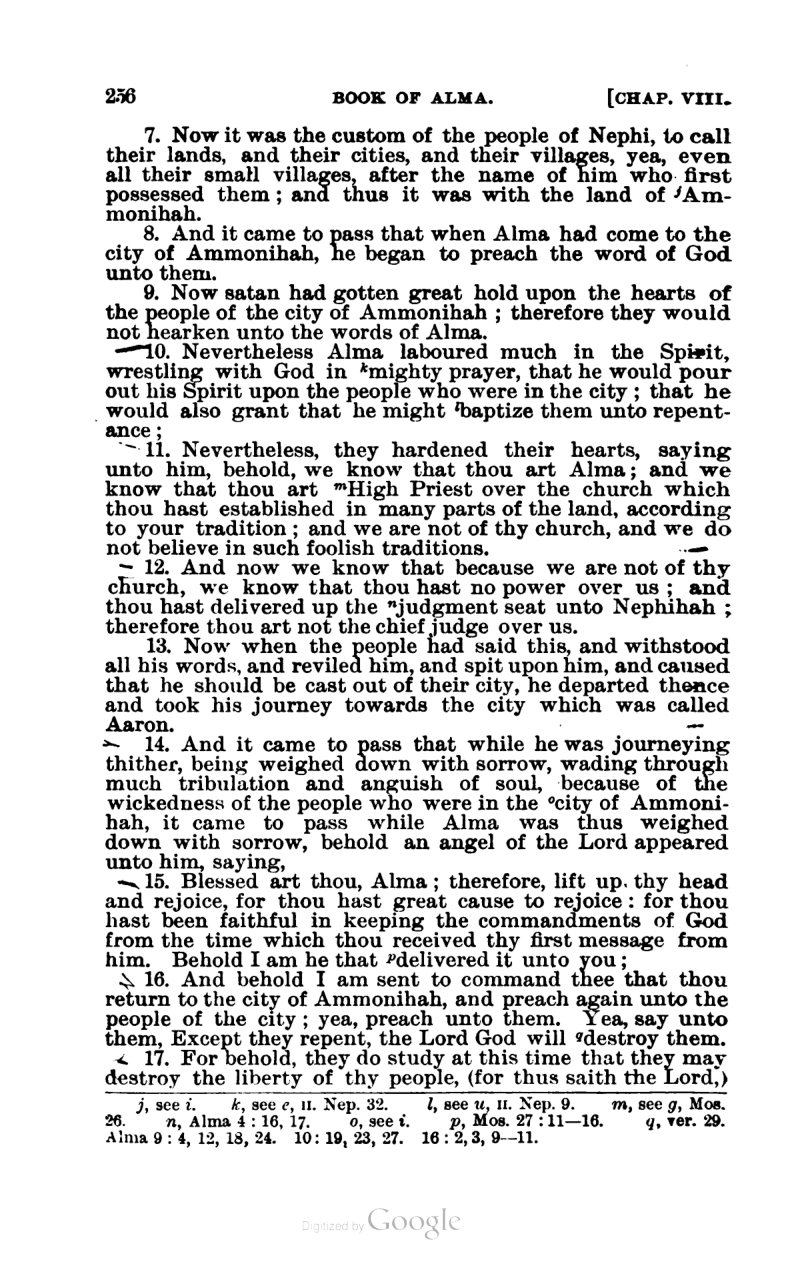 256 BOOK OF ALMA. [CHAP. VIII.
7. Now it was the custom of the people of Nephi, to call
their lands, and their cities, and their villages, yea, even
all their small villages, after the name of him who first
possessed them; and thus it was with the land of jAm-
monihah.
8. And it came to pass that when Alma had come to the
city of Ammonihah, he began to preach the word of God
unto them.
9. Now satan had gotten great hold upon the hearts of
the people of the city of Ammonihah; therefore they would
not hearken unto the words of Alma.
10. Nevertheless Alma laboured much in the Spirit,
wrestling with God in kmighty prayer, that he would pour
out his Spirit upon the people who were in the city; that he
would also grant that he might lbaptize them unto repent-
ance;
11. Nevertheless, they hardened their hearts, saying
unto him, behold, we know that thou art Alma; and we
know that thou art mHigh Priest over the church which
thou hast established in many parts of the land, according
to your tradition; and we are not of thy church, and we do
not believe in such foolish traditions.
12. And now we know that because we are not of thy
church, we know that thou hast no power over us; and
thou hast delivered up the njudgment seat unto Nephihah;
therefore thou art not the chief judge over us.
13. Now when the people had said this, and withstood
all his words, and reviled him, and spit upon him, and caused
that he should be cast out of their city, he departed thence
and took his journey towards the city which was called
Aaron.
14. And it came to pass that while he was journeying
thither, being weighed down with sorrow, wading through
much tribulation and anguish of soul, because of the
wickedness of the people who were in the ocity of Ammoni-
hah, it came to pass while Alma was thus weighed
down with sorrow, behold an angel of the Lord appeared
unto him, saying,
15. Blessed art thou, Alma; therefore, lift up thy head
and rejoice, for thou hast great cause to rejoice: for thou
hast been faithful in keeping the commandments of God
from the time which thou received thy first message from
him. Behold I am he that pdelivered it unto you;
16. And behold I am sent to command thee that thou
return to the city of Ammonihah, and preach again unto the
people of the city; yea, preach unto them. Yea, say unto
them, Except they repent, the Lord God will qdestroy them.
17. For behold, they do study at this time that they may
destroy the liberty of thy people, (for thus saith the Lord,)
j, see i. k, see e, II. Nep. 32. l, see u, II. Nep. 9. m, see g, Mos.
26. n, Alma 4: 16, 17. o, see i. p, Mos. 27: 11—16. q, ver. 29.
Alma 9: 4, 12, 18, 24. 10: 19, 23, 27. 16: 2, 3, 9--11.
Digitized by Google